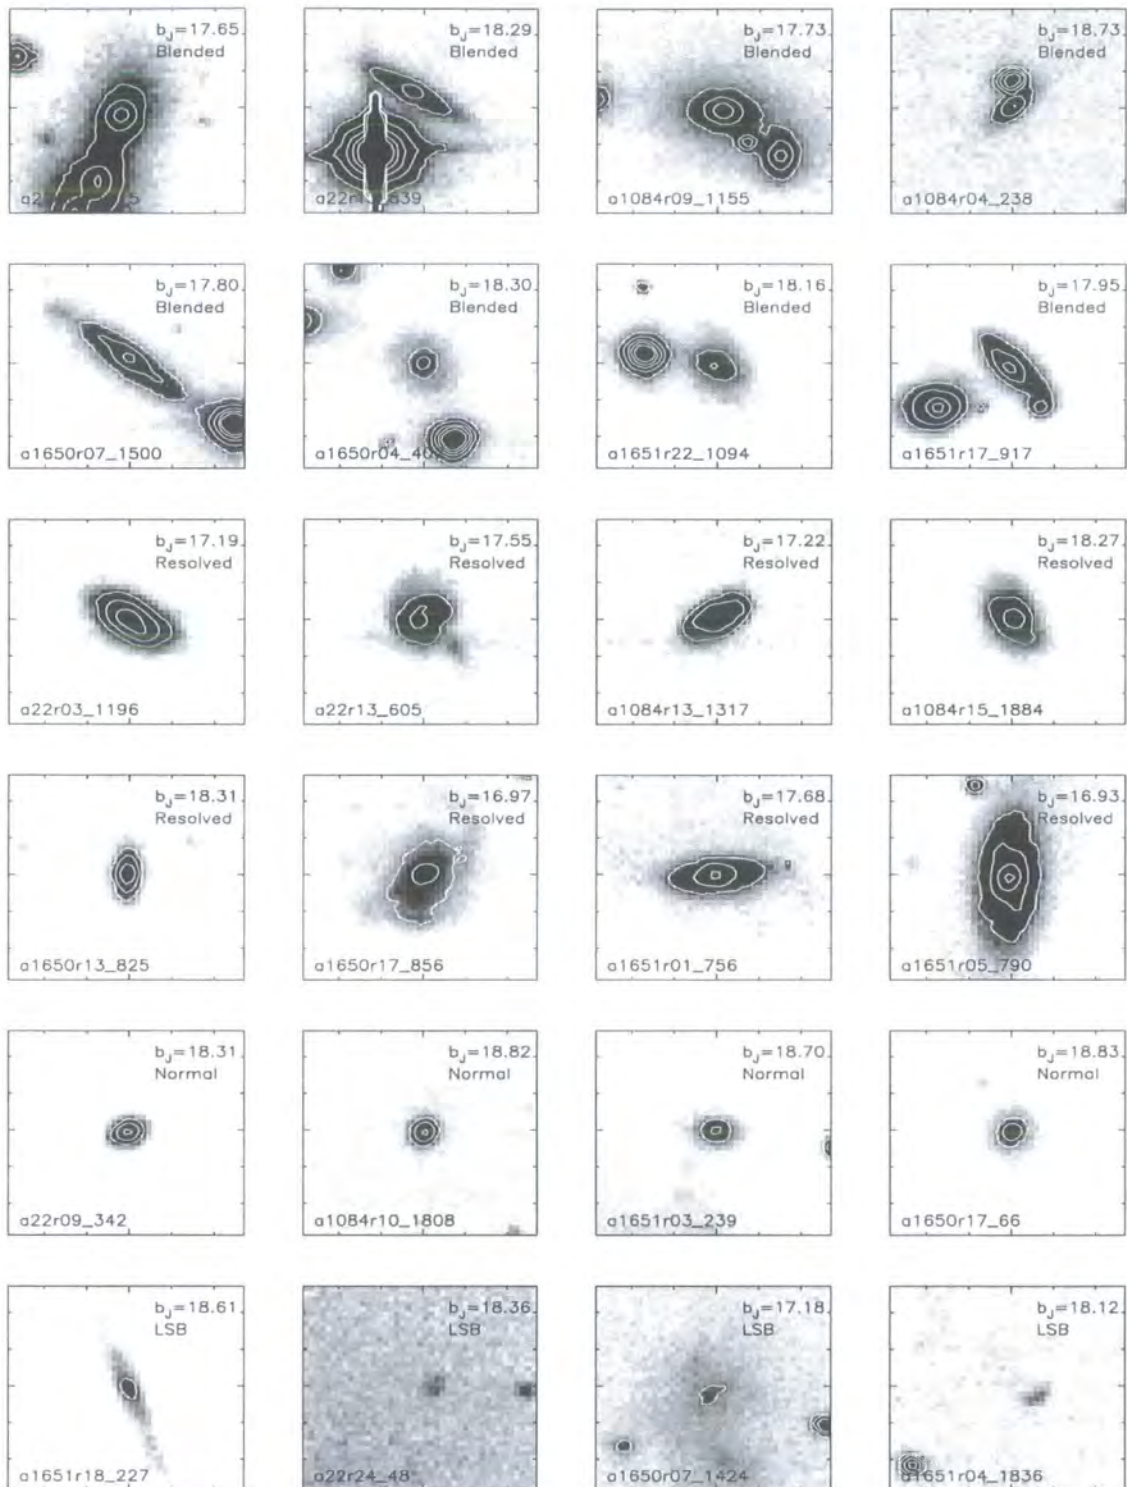 b_J=17.65
Blended
b_J=18.29
Blended
b_J=17.73
Blended
a1084r09_1155
b_J=18.73
Blended
a1084r04_238
b_J=17.80
Blended
a1650r07_1500
b_J=18.30
Blended
b_J=18.16
Blended
a1651r22_1094
b_J=17.95
Blended
a1651r17_917
b_J=17.19
Resolved
a22r03_1196
b_J=17.55
Resolved
a22r13_605
b_J=17.22
Resolved
a1084r13_1317
b_J=18.27
Resolved
a1084r15_1884
b_J=18.31
Resolved
a1650r13_825
b_J=16.97
Resolved
a1650r17_856
b_J=17.68
Resolved
a1651r01_756
b_J=16.93
Resolved
a1651r05_790
b_J=18.31
Normal
a22r09_342
b_J=18.82
Normal
a1084r10_1808
b_J=18.70
Normal
a1651r03_239
b_J=18.83
Normal
a1650r17_66
b_J=18.61
LSB
a1651r18_227
b_J=18.36
LSB
a22r24_48
b_J=17.18
LSB
a1650r07_1424
b_J=18.12
LSB
a1651r04_1836